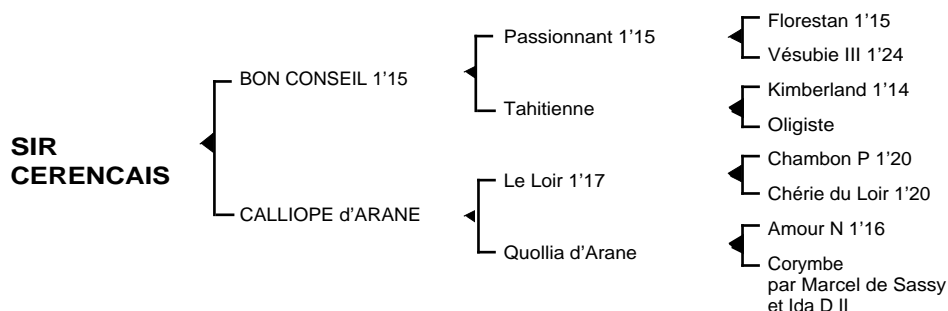 SIR
CERENCAIS
BON CONSEIL 1’15
CALLIOPE d’ARANE
Passionnant 1’15
Tahitienne
Le Loir 1’17
Quollia d’Arane
Florestan 1’15
Vésubie III 1’24
Kimberland 1’14
Oligiste
Chambon P 1’20
Chérie du Loir 1’20
Amour N 1’16
Corymbe
par Marcel de Sassy
et Ida D II